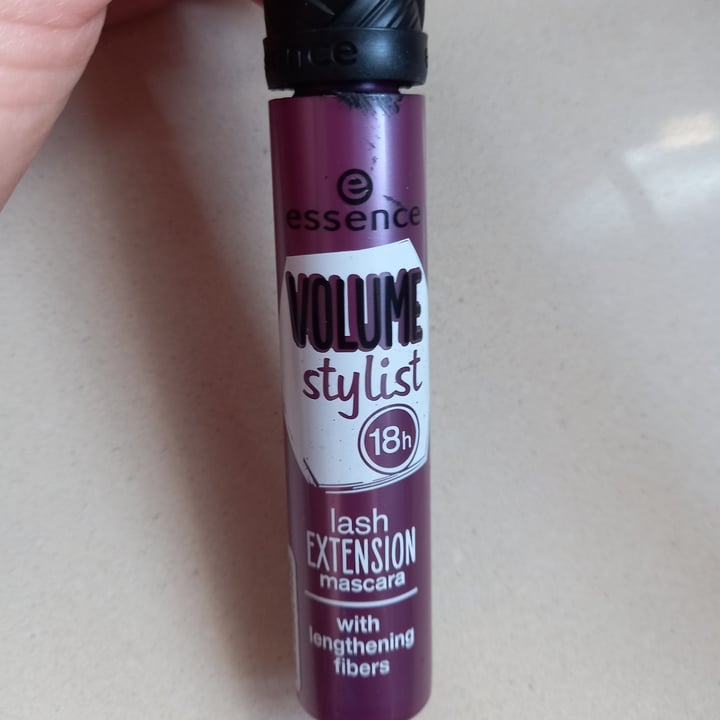 essence
e
essence
VOLUME
stylist
18h
lash
EXTENSION
mascara
with
lengthening
fibers